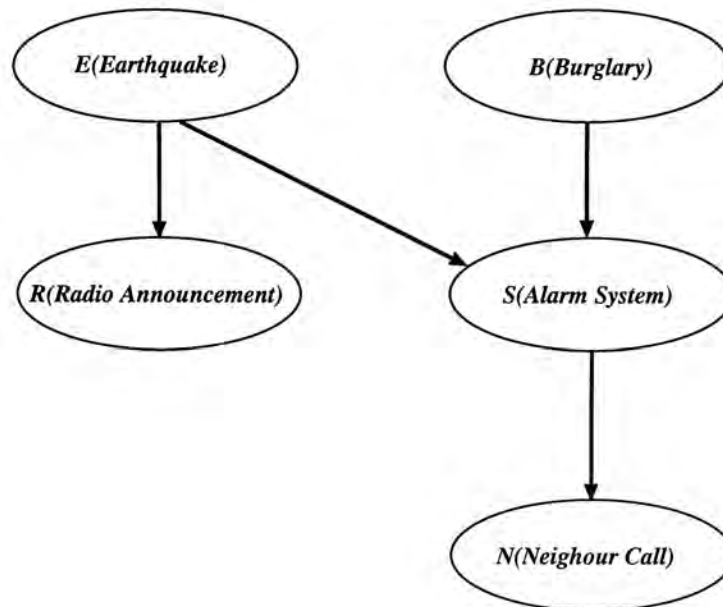 E(Earthquake)
B(Burglary)
R(Radio Announcement)
S(Alarm System)
N(Neighour Call)